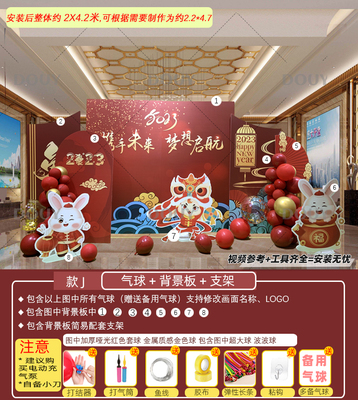 安装后整体约 2X4.2米,可根据需要制作为约2.2*4.7
DOUY
2023
携手未来 梦想启航
2023
HAPPY
NEW
YEAR
2023
福
1
2
3
4
5
6
7
8
视频参考+工具齐全=安装无忧
款」
气球 + 背景板 + 支架
包含以上图中所有气球（赠送备用气球）支持修改画面名称、LOGO
包含图中背景板中 1 2 3 4 5 6 7 8
包含背景板简易配套支架
注意
*建议购
买电动充
气泵
*自备小刀
图中加厚哑光红色套球 金属质感金色球 包含图中超大球 波波球
打结器
打气筒
鱼线
胶布
弹性长条
粘钩
备用
气球
多备气球